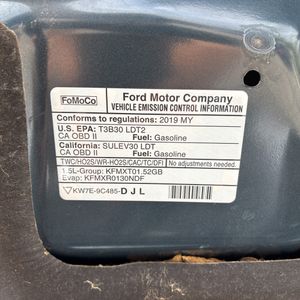 FoMoCo
Ford Motor Company
VEHICLE EMISSION CONTROL INFORMATION
Conforms to regulations: 2019 MY
U.S. EPA: T3B30 LDT2
CA OBD II Fuel: Gasoline
California: SULEV30 LDT
CA OBD II Fuel: Gasoline
TWC/HO2S/WR-HO2S/CAC/TC/DFI No adjustments needed.
1.5L-Group: KFMXT01.52GB
Evap: KFMXR0130NDF
KW7E-9C485-D J L